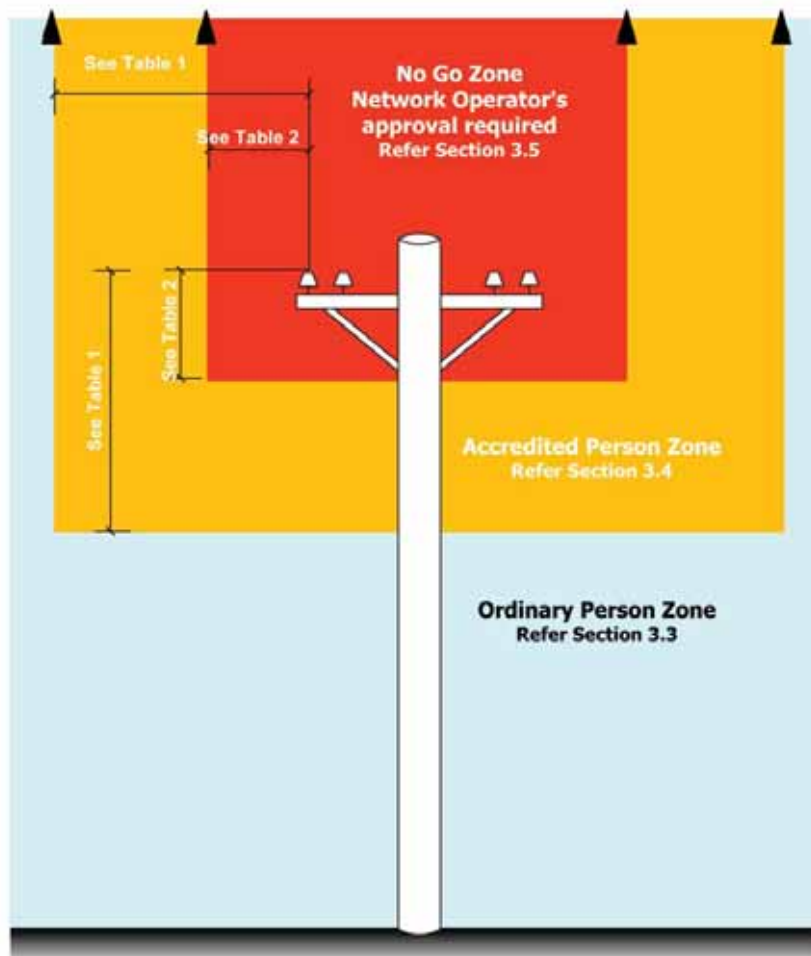 See Table 1
No Go Zone
Network Operator's
approval required
Refer Section 3.5
See Table 2
See Table 1
See Table 2
Accredited Person Zone
Refer Section 3.4
Ordinary Person Zone
Refer Section 3.3